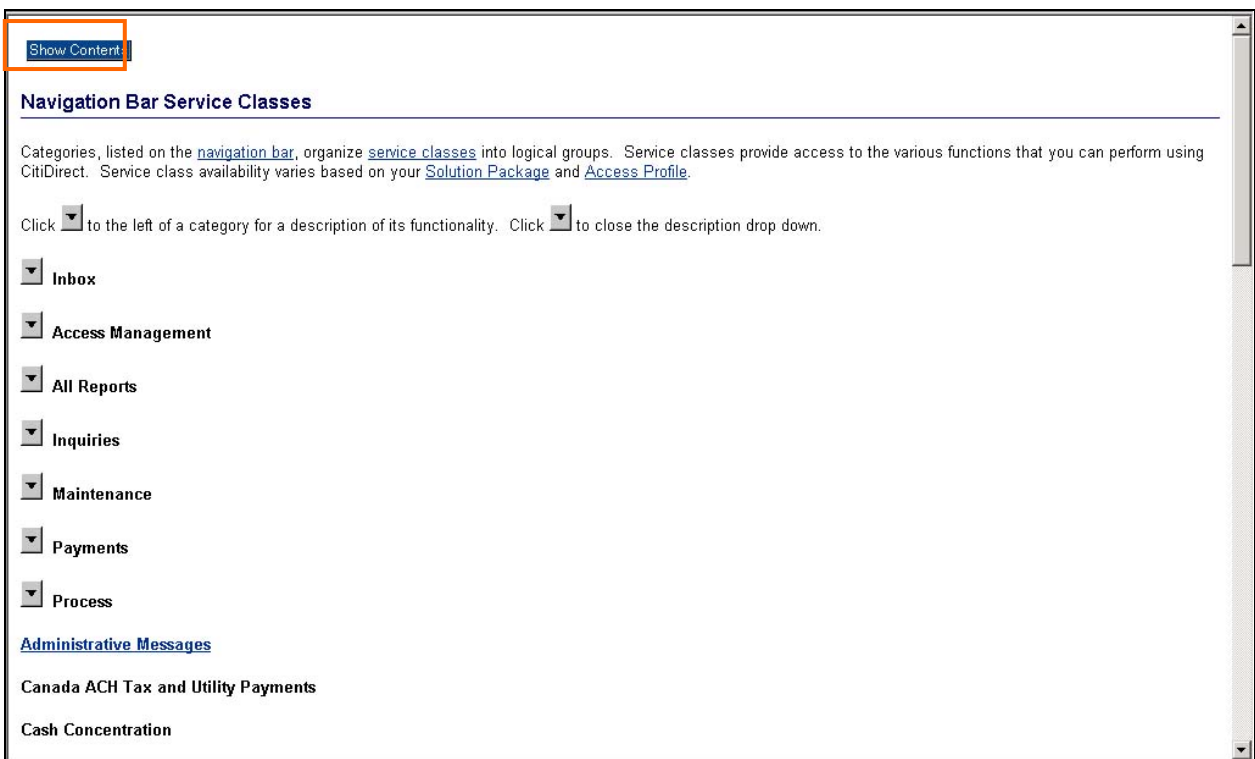 Show Contents
Navigation Bar Service Classes
Categories, listed on the navigation bar, organize service classes into logical groups.  Service classes provide access to the various functions that you can perform using
CitiDirect.  Service class availability varies based on your Solution Package and Access Profile.
Click to the left of a category for a description of its functionality.  Click to close the description drop down.
Inbox
Access Management
All Reports
Inquiries
Maintenance
Payments
Process
Administrative Messages
Canada ACH Tax and Utility Payments
Cash Concentration